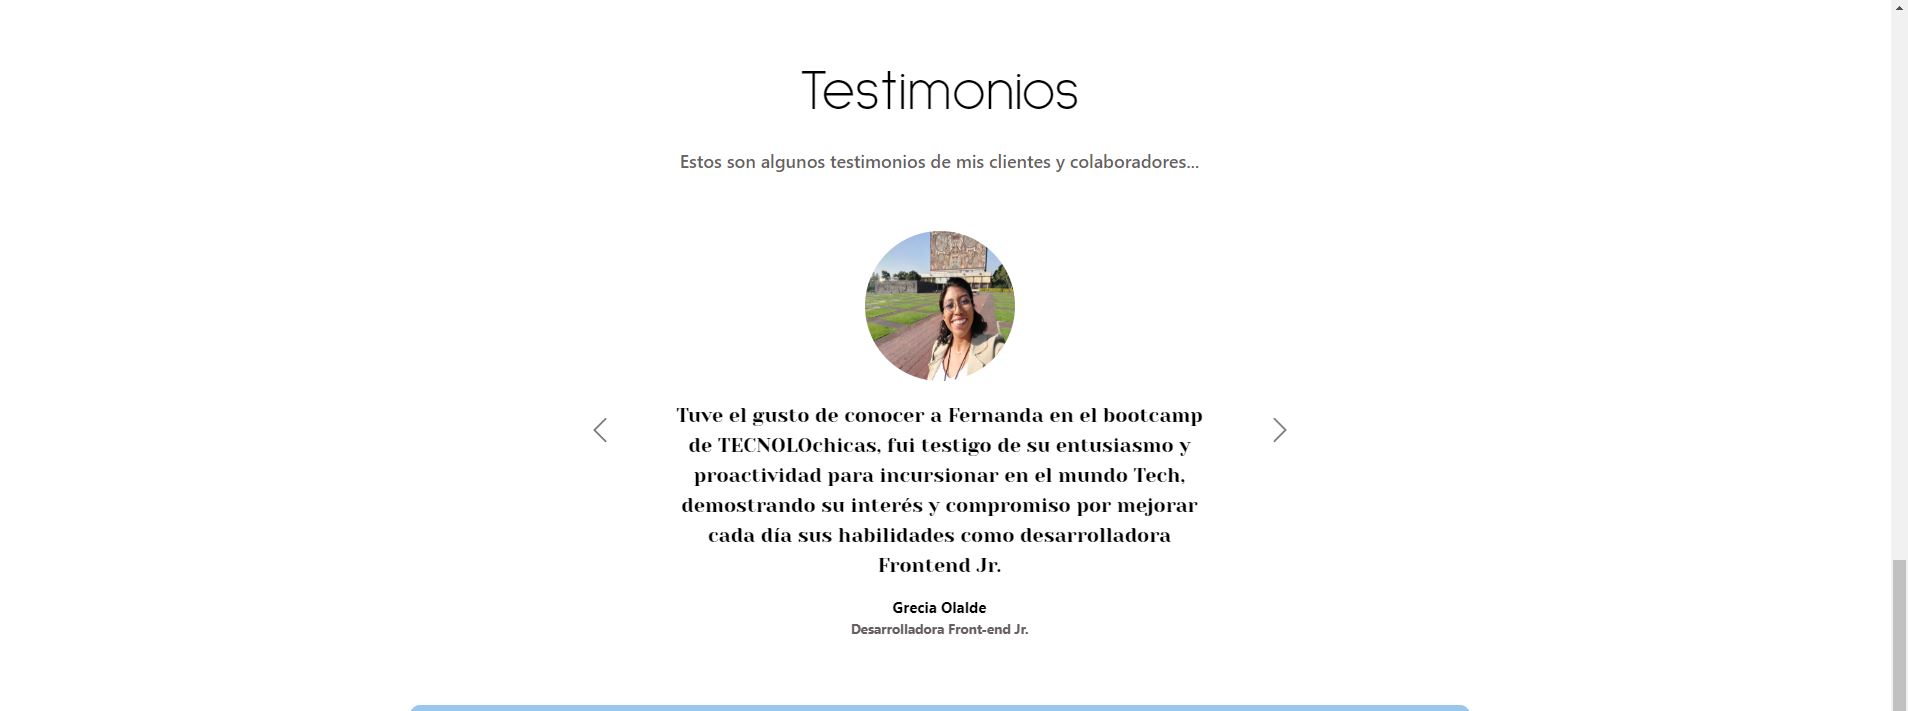 Testimonios
Estos son algunos testimonios de mis clientes y colaboradores...
Tuve el gusto de conocer a Fernanda en el bootcamp
de TECNOLOchicas, fui testigo de su entusiasmo y
proactividad para incursionar en el mundo Tech,
demostrando su interés y compromiso por mejorar
cada día sus habilidades como desarrolladora
Frontend Jr.
Grecia Olalde
Desarrolladora Front-end Jr.